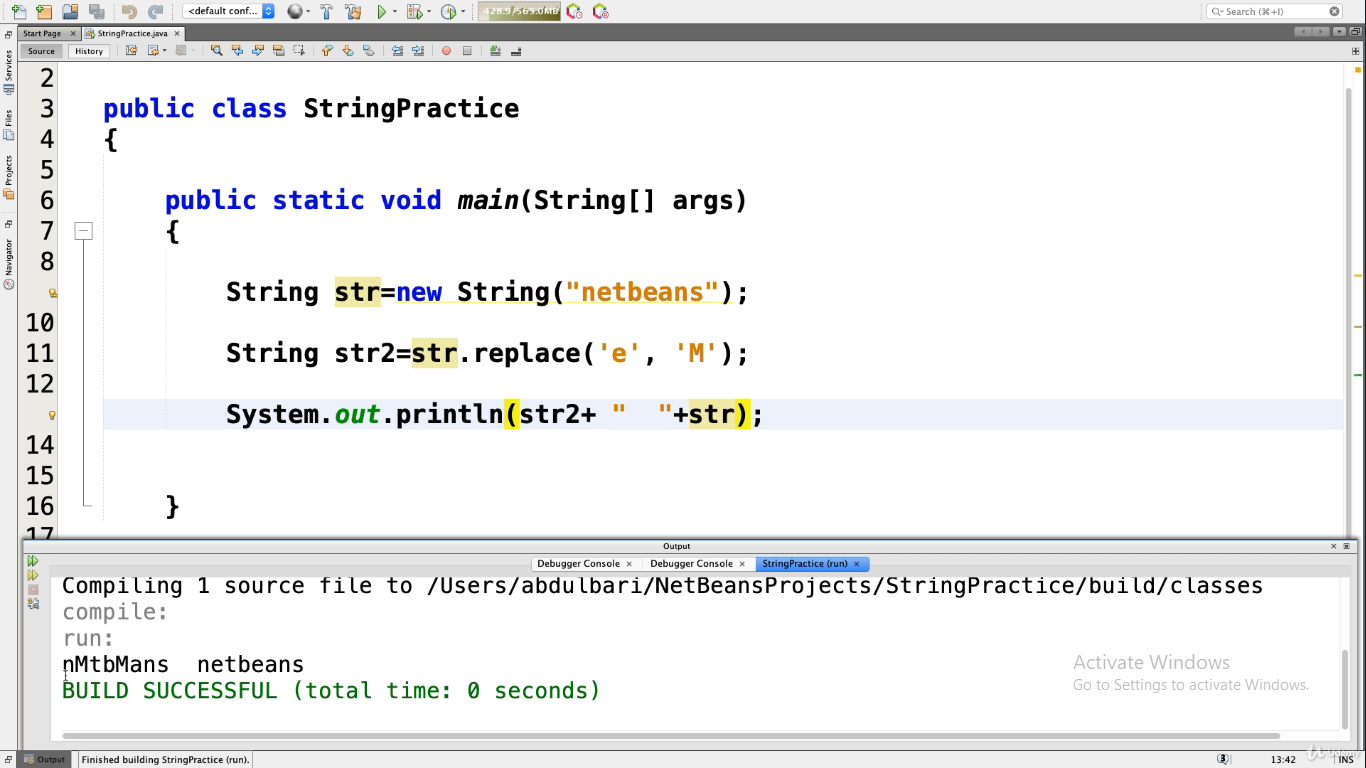 <default conf...
428.9/565.0MB
Search (⌘+I)
Start Page
StringPractice.java
Source
History
Services
Files
Projects
Navigator
2
3 public class StringPractice
4 {
5
6 public static void main(String[] args)
7 {
8
String str=new String("netbeans");
10
11 String str2=str.replace('e', 'M');
12
System.out.println(str2+ "  "+str);
14
15
16 }
17
Output
Debugger Console
Debugger Console
StringPractice (run)
Compiling 1 source file to /Users/abdulbari/NetBeansProjects/StringPractice/build/classes
compile:
run:
nMtbMans  netbeans
BUILD SUCCESSFUL (total time: 0 seconds)
Activate Windows
Go to Settings to activate Windows.
Output
Finished building StringPractice (run).
3
13:42
INS
Udemy